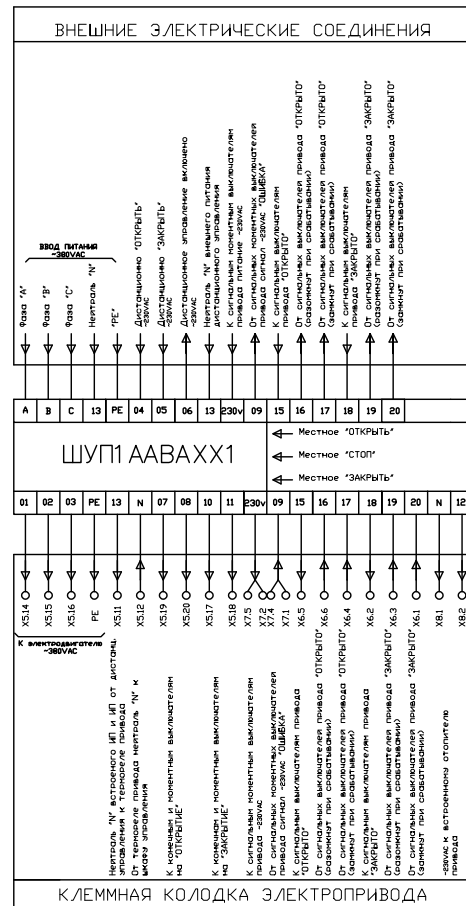 ВНЕШНИЕ ЭЛЕКТРИЧЕСКИЕ СОЕДИНЕНИЯ
ВВОД ПИТАНИЯ
~380VAC
Фаза "А"
Фаза "В"
Фаза "С"
Нейтраль "N"
"РЕ"
Дистанционно "ОТКРЫТЬ"
~230VAC
Дистанционно "ЗАКРЫТЬ"
~230VAC
Дистанционное управление включено
~230VAC
Нейтраль "N" внешнего питания
дистанционного управления
К сигнальным моментным выключателям
привода питание ~230VAC
От сигнальных моментных выключателей
привода сигнал ~230VAC "ОШИБКА"
К сигнальным выключателям
привода "ОТКРЫТО"
От сигнальных выключателей привода "ОТКРЫТО"
(разомкнут при срабатывании)
От сигнальных выключателей привода "ОТКРЫТО"
(замкнут при срабатывании)
К сигнальным выключателям
привода "ЗАКРЫТО"
От сигнальных выключателей привода "ЗАКРЫТО"
(разомкнут при срабатывании)
От сигнальных выключателей привода "ЗАКРЫТО"
(замкнут при срабатывании)
A B C 13 PE 04 05 06 13 230v 09 15 16 17 18 19 20
ШУП1 ААВАХХ1
Местное "ОТКРЫТЬ"
Местное "СТОП"
Местное "ЗАКРЫТЬ"
01 02 03 PE 13 N 07 08 10 11 230v 09 15 16 17 18 19 20 N 12
X5.14 X5.15 X5.16 PE X5.11 X5.12 X5.19 X5.20 X5.17 X5.18 X7.5 X7.2 X7.4 X7.1 X6.5 X6.6 X6.4 X6.2 X6.3 X6.1 X8.1 X8.2
К электродвигателю
~380VAC
Нейтраль "N" встроеного ИП и ИП от дистанц.
управления к термореле привода
От термореле привода нейтраль "N" к
шкафу управления
К конечным и моментным выключателям
на "ОТКРЫТИЕ"
К конечным и моментным выключателям
на "ЗАКРЫТИЕ"
К сигнальным моментным выключателям
привода ~230VAC
От сигнальных моментных выключателей
привода сигнал ~230VAC "ОШИБКА"
К сигнальным выключателям привода
"ОТКРЫТО"
От сигнальных выключателей привода "ОТКРЫТО"
(разомкнут при срабатывании)
От сигнальных выключателей привода "ОТКРЫТО"
(замкнут при срабатывании)
К сигнальным выключателям привода
"ЗАКРЫТО"
От сигнальных выключателей привода "ЗАКРЫТО"
(разомкнут при срабатывании)
От сигнальных выключателей привода "ЗАКРЫТО"
(замкнут при срабатывании)
~230VAC к встроенному отопителю
привода
КЛЕММНАЯ КОЛОДКА ЭЛЕКТРОПРИВОДА